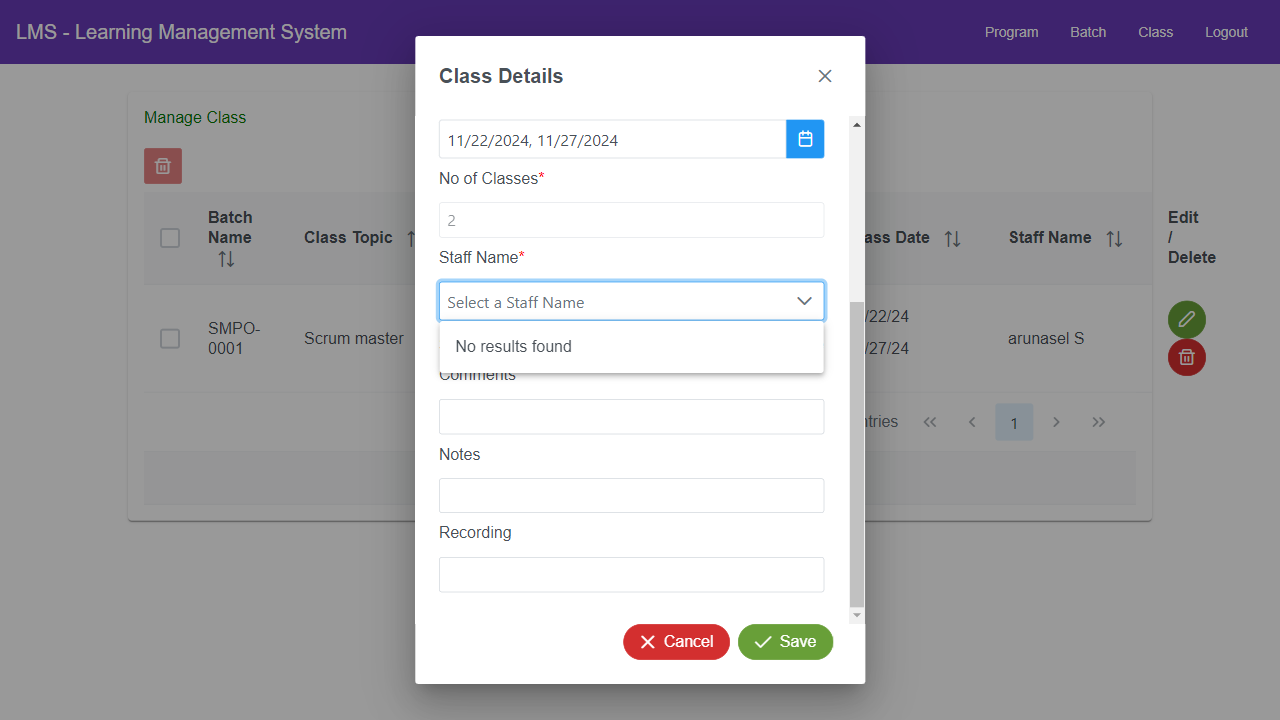 LMS - Learning Management System
Program
Batch
Class
Logout
Manage Class
Batch Name
Class Topic
Date
Staff Name
Edit / Delete
SMPO-0001
Scrum master
/22/24
/27/24
arunasel S
1
Class Details
11/22/2024, 11/27/2024
No of Classes*
2
Staff Name*
Select a Staff Name
No results found
Comments
Notes
Recording
Cancel
Save